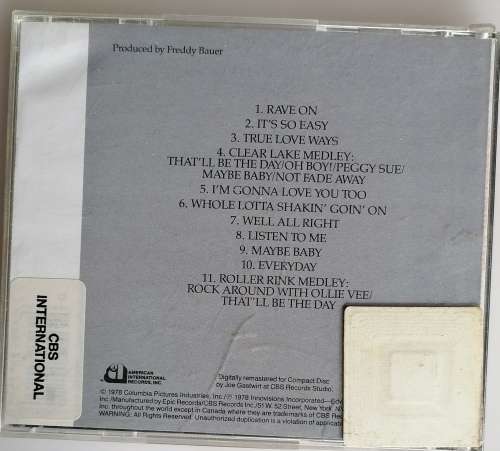 Produced by Freddy Bauer
1. RAVE ON
2. IT'S SO EASY
3. TRUE LOVE WAYS
4. CLEAR LAKE MEDLEY:
THAT'LL BE THE DAY/OH BOY!/PEGGY SUE/
MAYBE BABY/NOT FADE AWAY
5. I'M GONNA LOVE YOU TOO
6. WHOLE LOTTA SHAKIN' GOIN' ON
7. WELL ALL RIGHT
8. LISTEN TO ME
9. MAYBE BABY
10. EVERYDAY
11. ROLLER RINK MEDLEY:
ROCK AROUND WITH OLLIE VEE/
THAT'LL BE THE DAY
CBS
INTERNATIONAL
AMERICAN
INTERNATIONAL
RECORDS, INC.
Digitally remastered for Compact Disc
by Joe Gastwirt at CBS Records Studio,
© 1978 Columbia Pictures Industries, Inc./℗ 1978 Innovisions Incorporated—
Inc./Manufactured by Epic Records/CBS Records Inc./51 W. 52 Street, New York,
Inc. throughout the world except in Canada where they are trademarks of CBS
WARNING: All Rights Reserved. Unauthorized duplication is a violation of